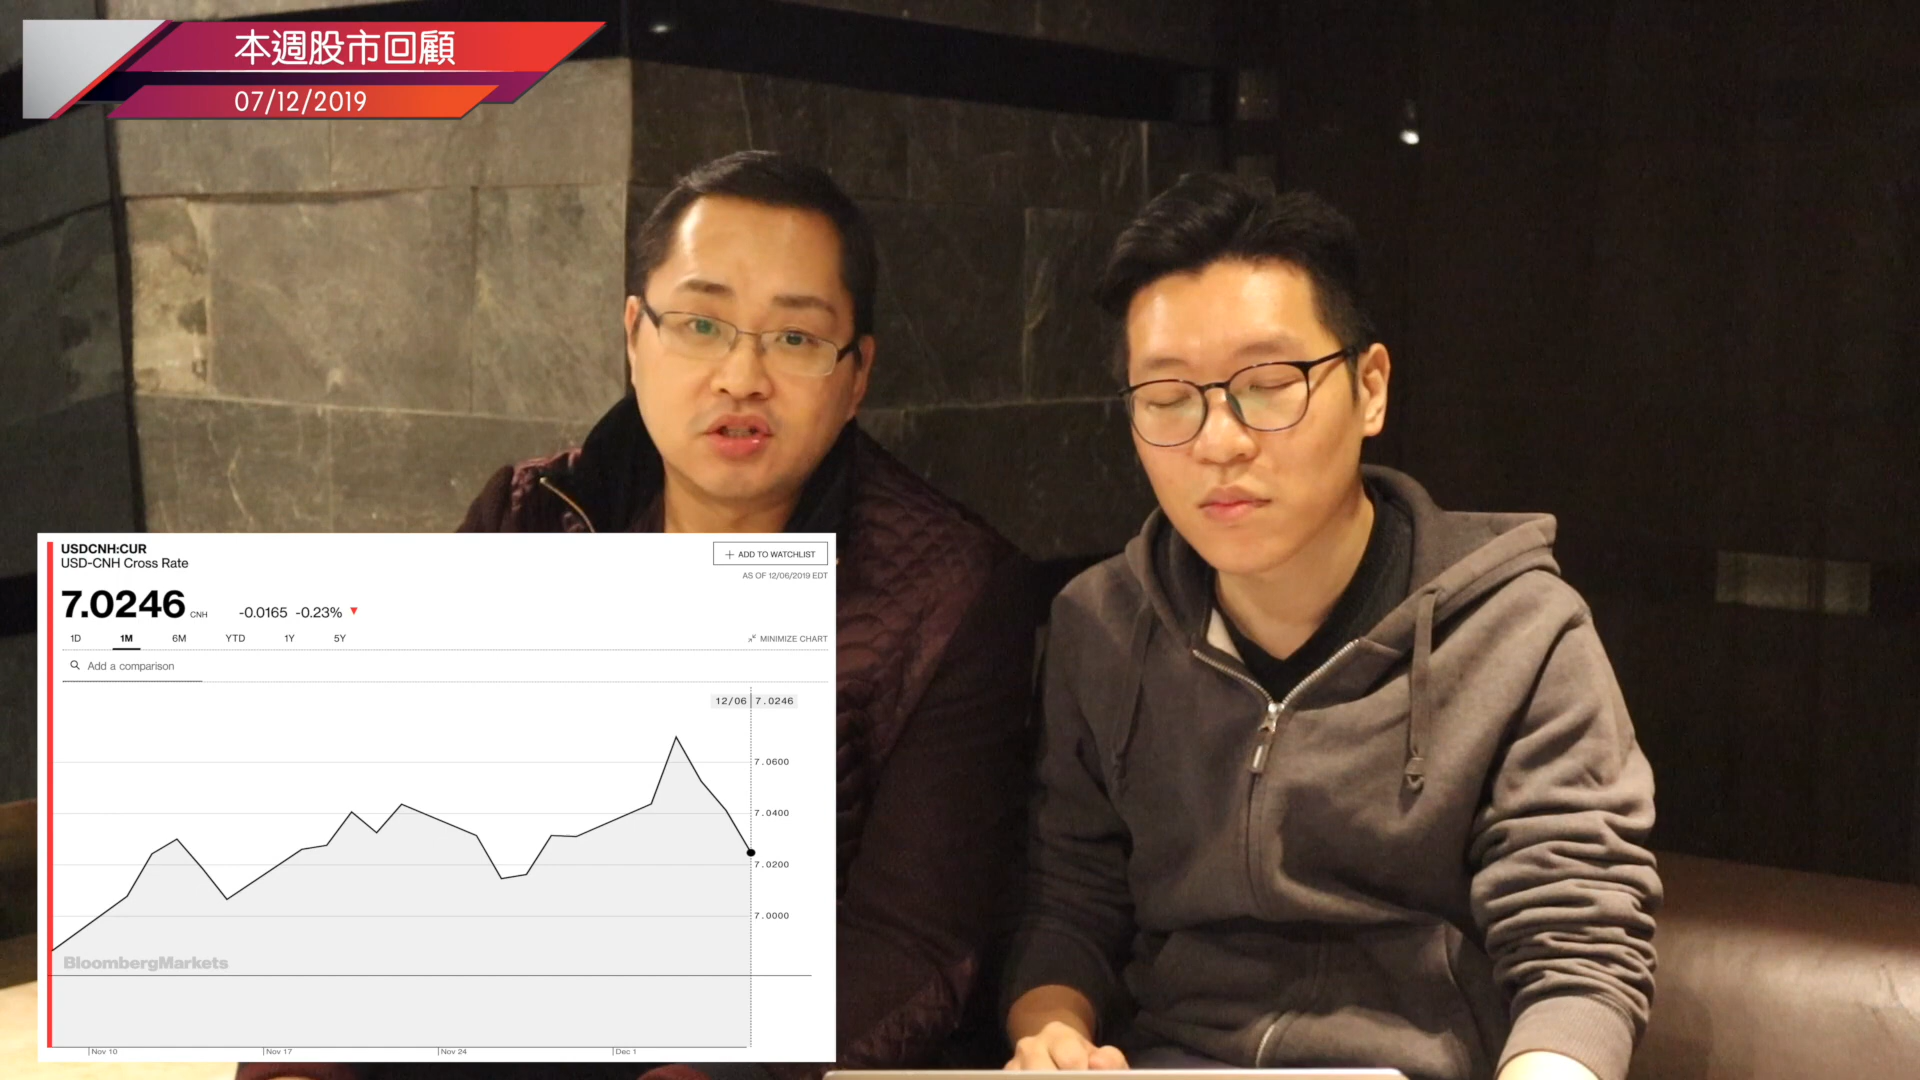 本週股市回顧
07/12/2019
USDCNH:CUR
USD-CNH Cross Rate
+ ADD TO WATCHLIST
AS OF 12/06/2019 EDT
7.0246 CNH -0.0165 -0.23% ▼
1D 1M 6M YTD 1Y 5Y
MINIMIZE CHART
Add a comparison
12/06 7.0246
7.0600
7.0400
7.0200
7.0000
BloombergMarkets
Nov 10 Nov 17 Nov 24 Dec 1